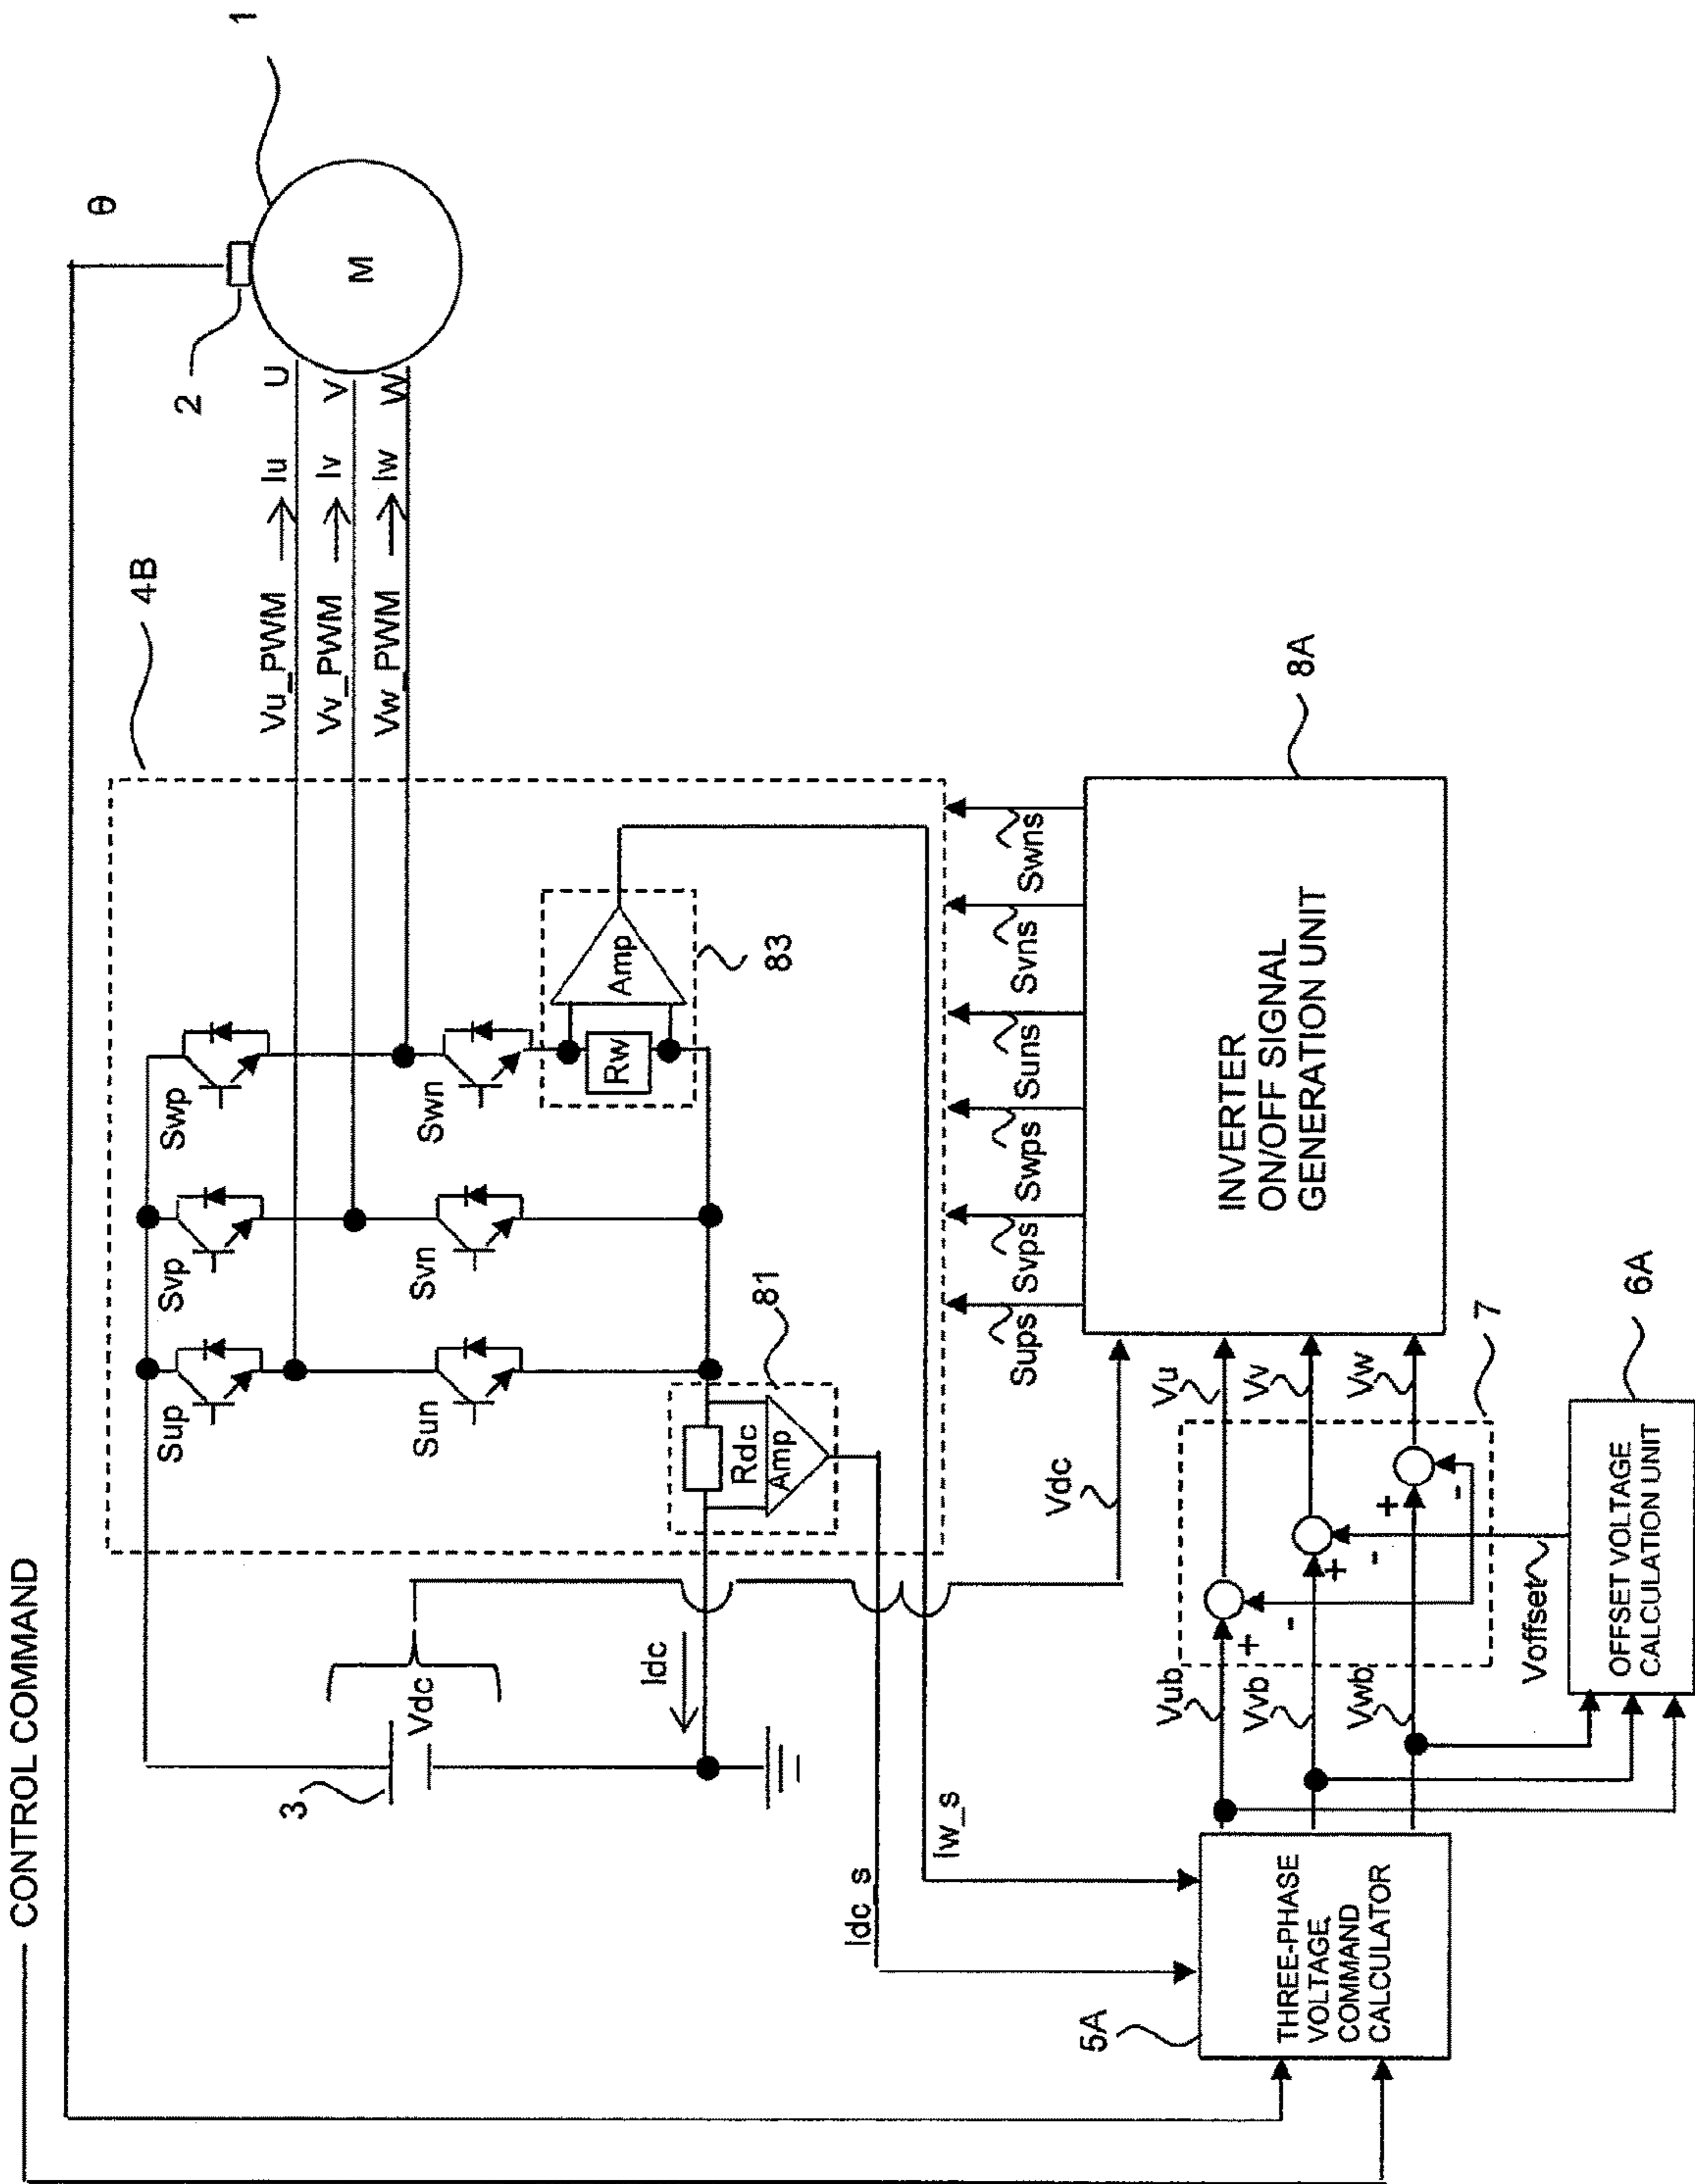 CONTROL COMMAND
θ
1
2
M
U
V
W
Vu_PWM
Iu
Vv_PWM
Iv
Vw_PWM
Iw
4B
3
Vdc
Idc
Sup
Svp
Swp
Sun
Svn
Swn
Rdc
Amp
81
Rw
Amp
83
Idc_s
Iw_s
Vdc
Sups
Svps
Swps
Suns
Svns
Swns
5A
THREE-PHASE
VOLTAGE
COMMAND
CALCULATOR
Vub
Vvb
Vwb
+
-
+
-
+
-
7
Vu
Vv
Vw
Voffset
OFFSET VOLTAGE
CALCULATION UNIT
6A
INVERTER
ON/OFF SIGNAL
GENERATION UNIT
8A